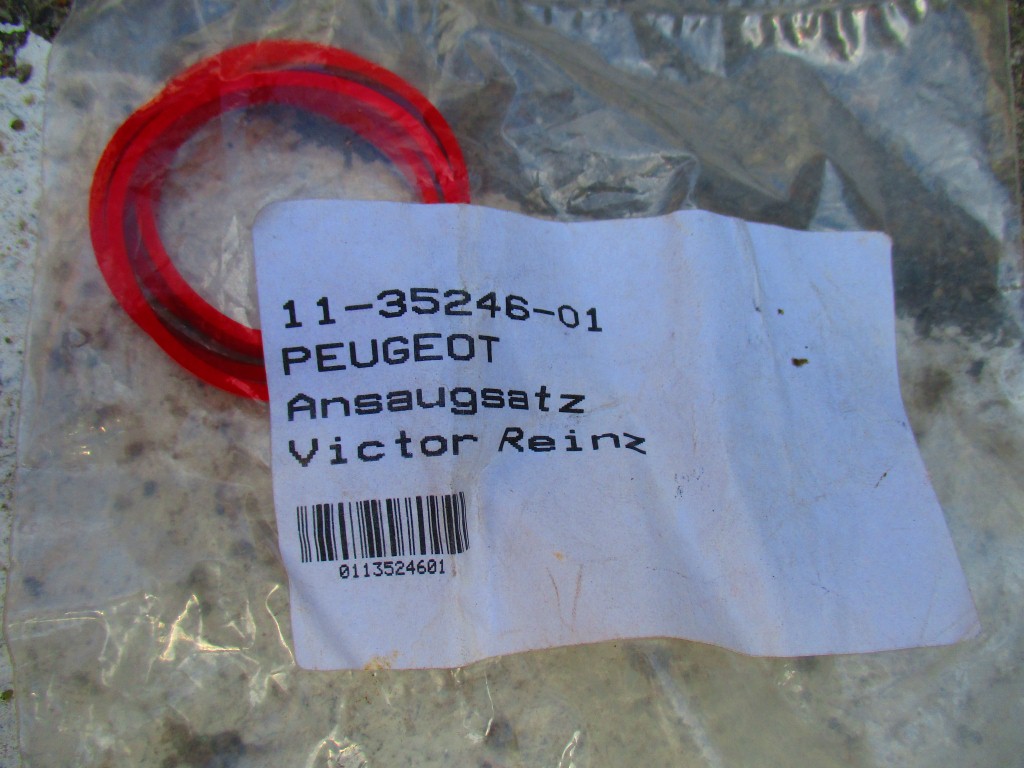 11-35246-01
PEUGEOT
Ansaugsatz
Victor Reinz
0113524601